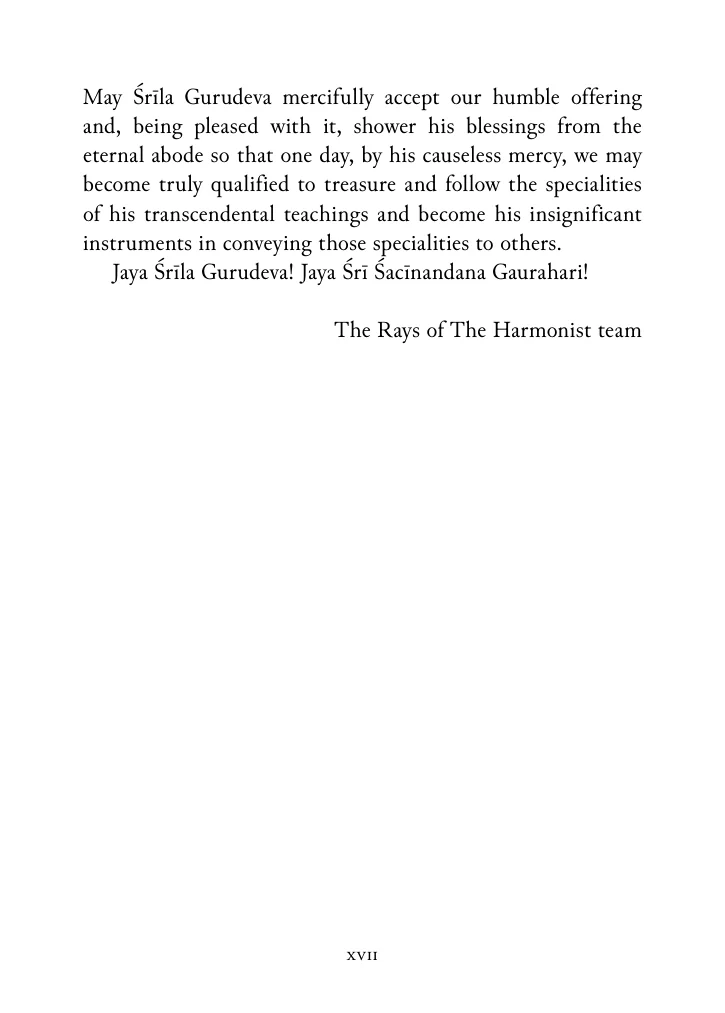 May Śrīla Gurudeva mercifully accept our humble offering
and, being pleased with it, shower his blessings from the
eternal abode so that one day, by his causeless mercy, we may
become truly qualified to treasure and follow the specialities
of his transcendental teachings and become his insignificant
instruments in conveying those specialities to others.
Jaya Śrīla Gurudeva! Jaya Śrī Śacīnandana Gaurahari!
The Rays of The Harmonist team
XVII